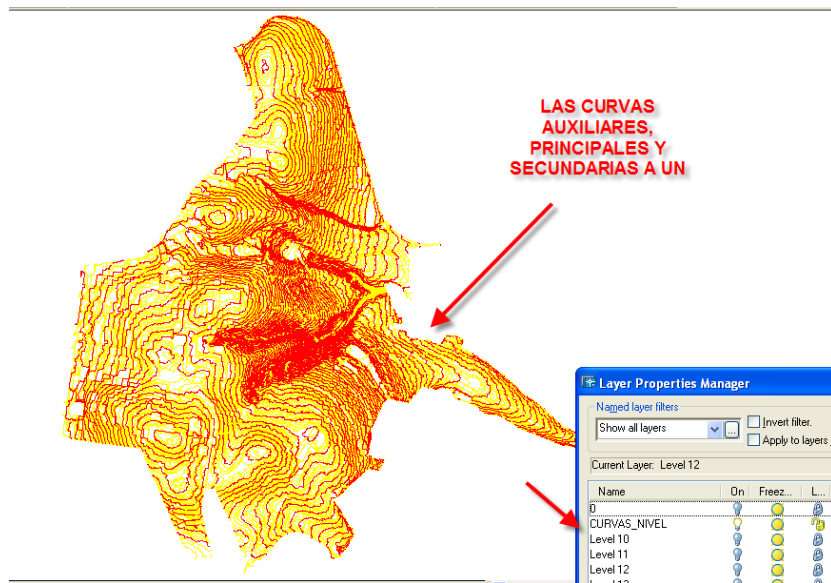 LAS CURVAS
AUXILIARES,
PRINCIPALES Y
SECUNDARIAS A UN
Layer Properties Manager
Named layer filters
Show all layers
...
Invert filter.
Apply to layers
Current Layer: Level 12
Name On Freez... L...
0
CURVAS_NIVEL
Level 10
Level 11
Level 12